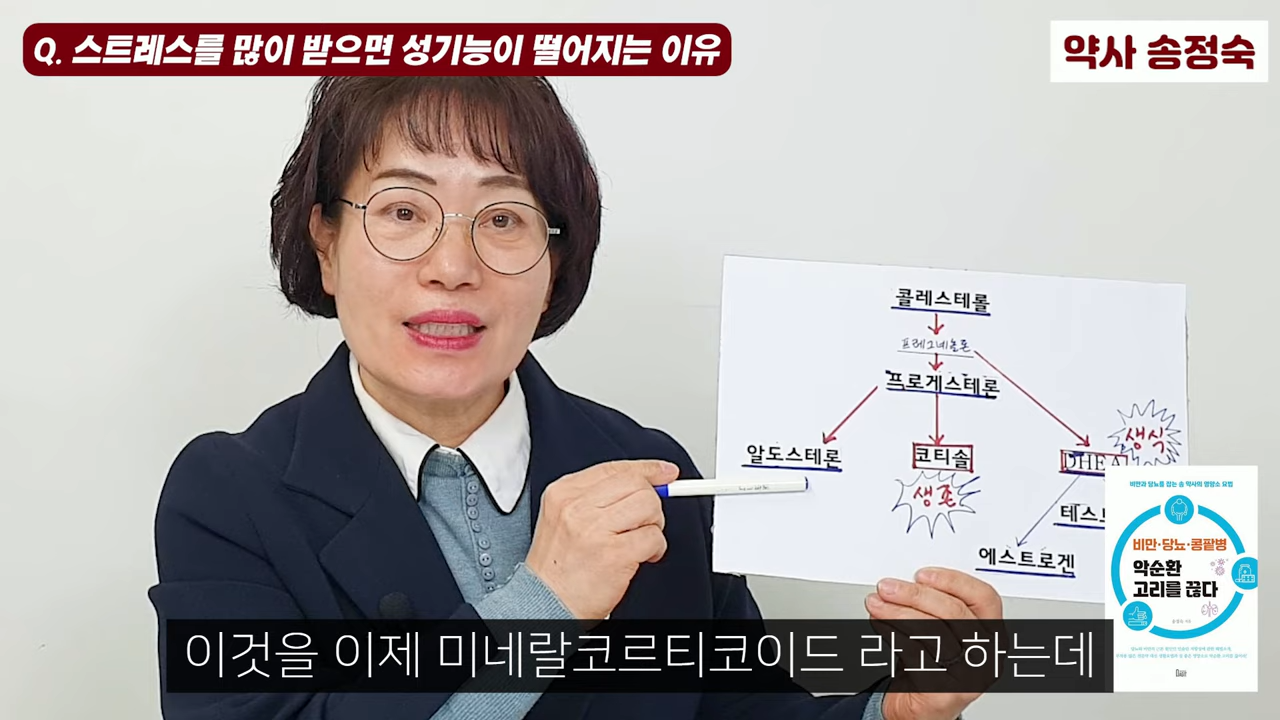 Q. 스트레스를 많이 받으면 성기능이 떨어지는 이유
약사 송정숙
콜레스테롤
프레그네놀론
프로게스테론
알도스테론
코티솔
DHEA
생식
생존
에스트로겐
비만과 당뇨를 잡는 송 약사의 영양소 요법
비만·당뇨·콩팥병
악순환
고리를 끊다
이것을 이제 미네랄코르티코이드 라고 하는데